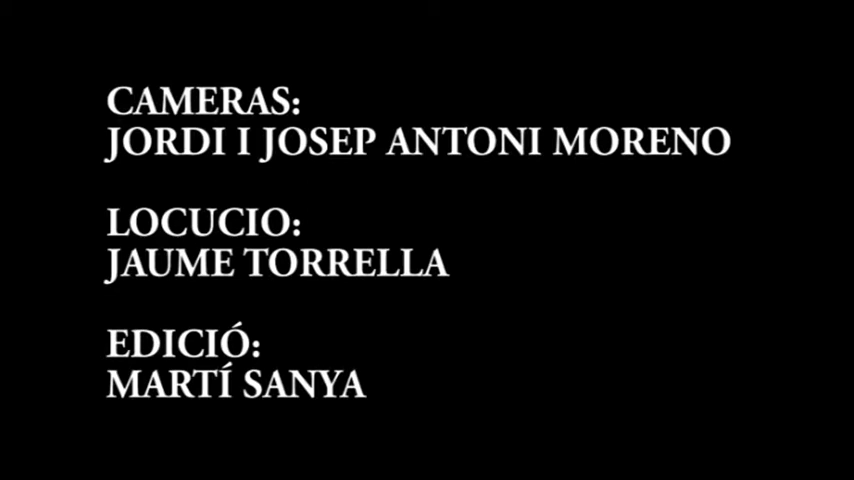 CAMERAS:
JORDI I JOSEP ANTONI MORENO
LOCUCIO:
JAUME TORRELLA
EDICIÓ:
MARTÍ SANYA